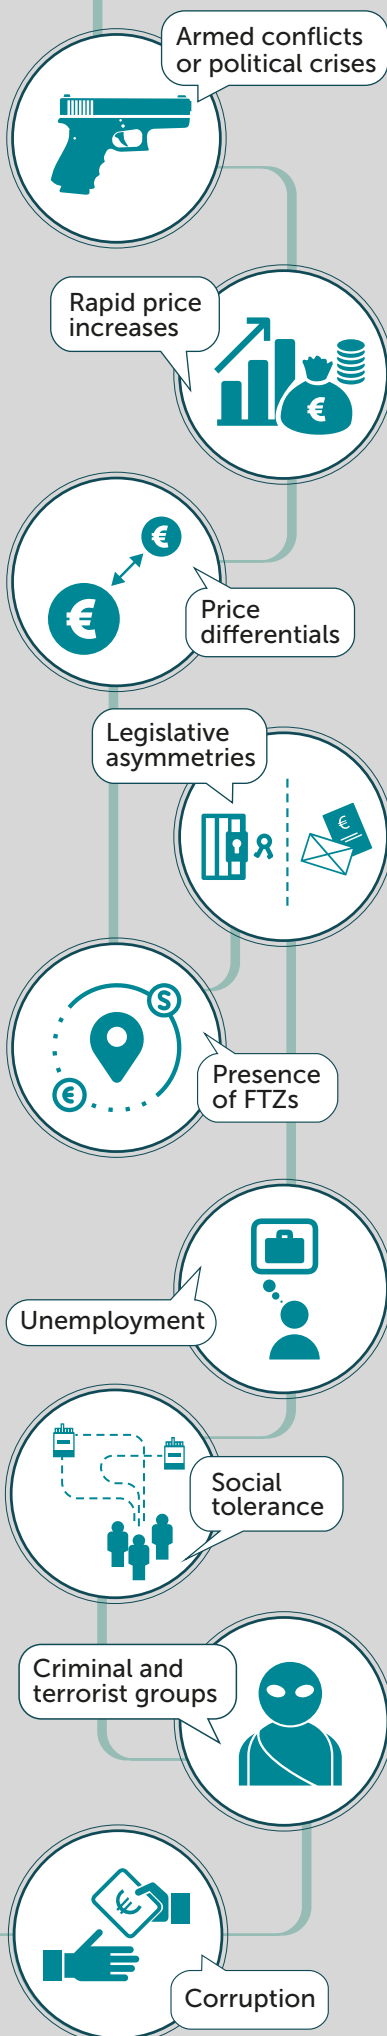 Armed conflicts
or political crises
Rapid price
increases
€
€
€
Price
differentials
Legislative
asymmetries
€
S
€
Presence
of FTZs
Unemployment
Social
tolerance
Criminal and
terrorist groups
€
Corruption